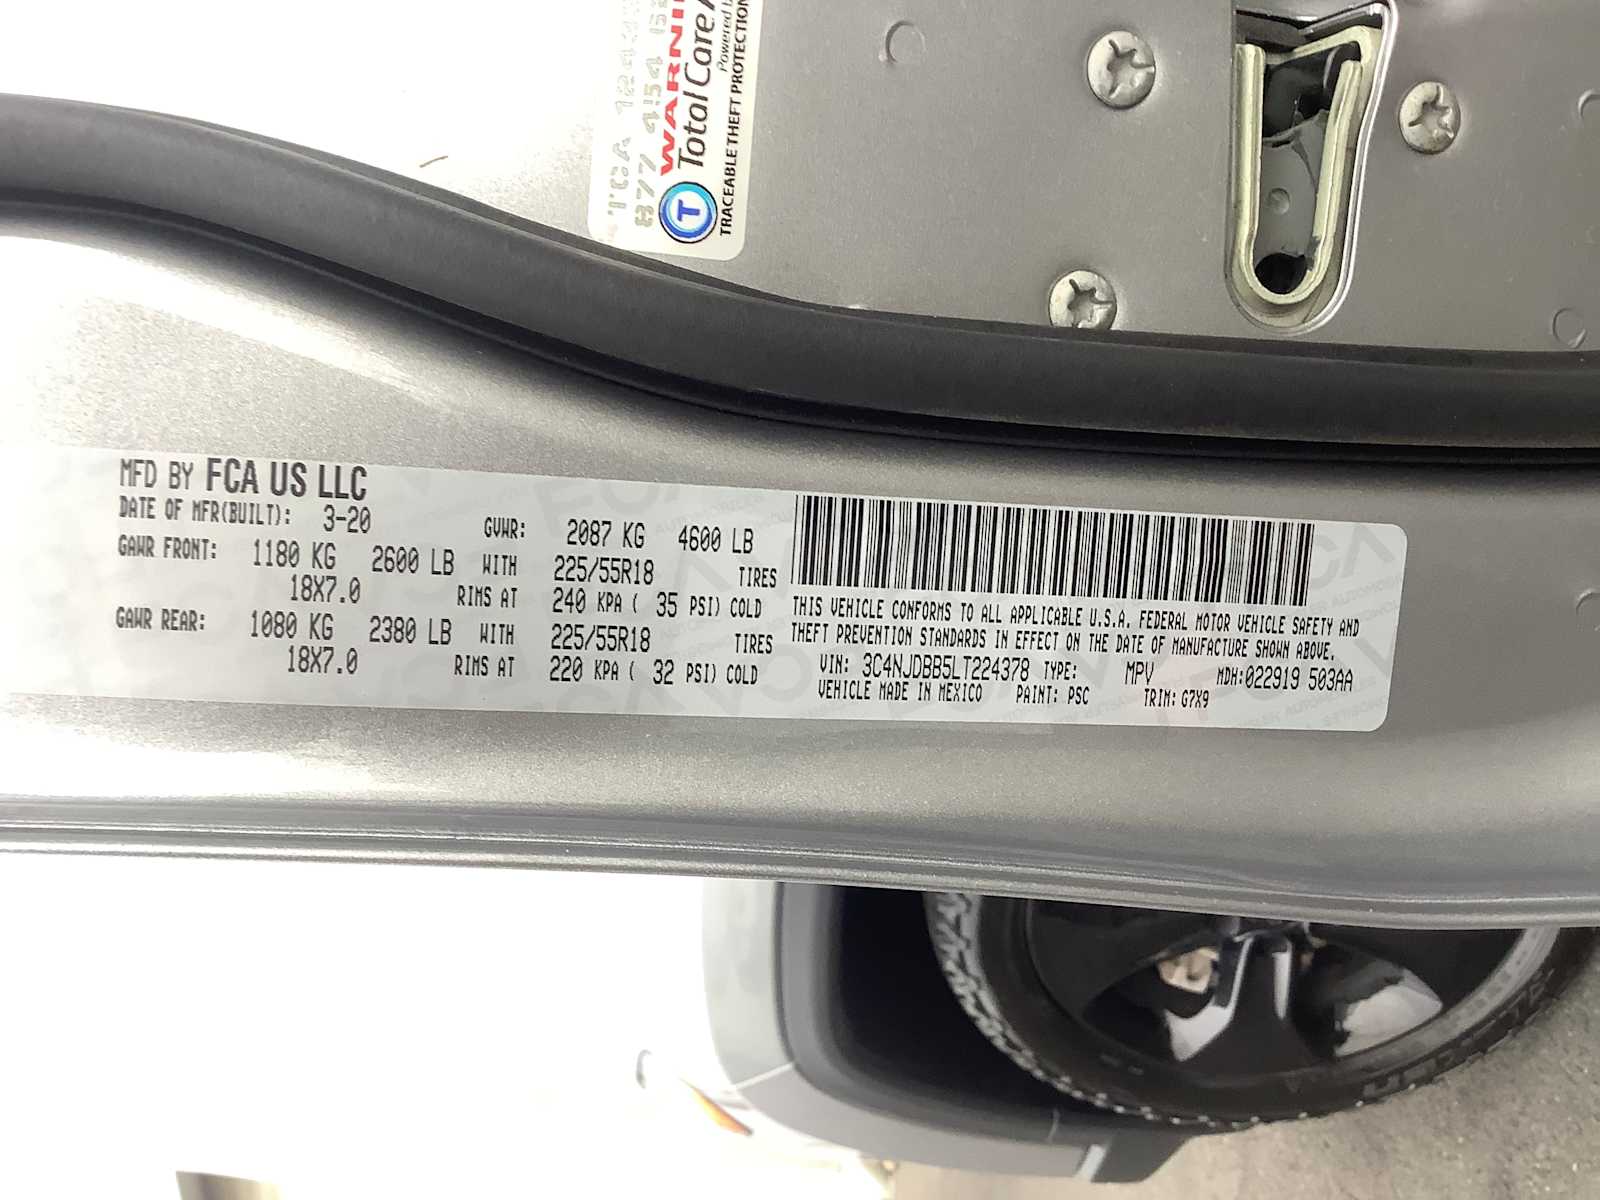 877 454
WARNI
Total Care
Powered b
TRACEABLE THEFT PROTECTION
MFD BY FCA US LLC
DATE OF MFR(BUILT): 3-20 GVWR: 2087 KG 4600 LB
GAWR FRONT: 1180 KG 2600 LB WITH 225/55R18 TIRES
18X7.0 RIMS AT 240 KPA ( 35 PSI) COLD
GAWR REAR: 1080 KG 2380 LB WITH 225/55R18 TIRES
18X7.0 RIMS AT 220 KPA ( 32 PSI) COLD
THIS VEHICLE CONFORMS TO ALL APPLICABLE U.S.A. FEDERAL MOTOR VEHICLE SAFETY AND
THEFT PREVENTION STANDARDS IN EFFECT ON THE DATE OF MANUFACTURE SHOWN ABOVE.
VIN: 3C4NJDBB5LT224378 TYPE: MPV MDH:022919 503AA
VEHICLE MADE IN MEXICO PAINT: PSC TRIM: G7X9